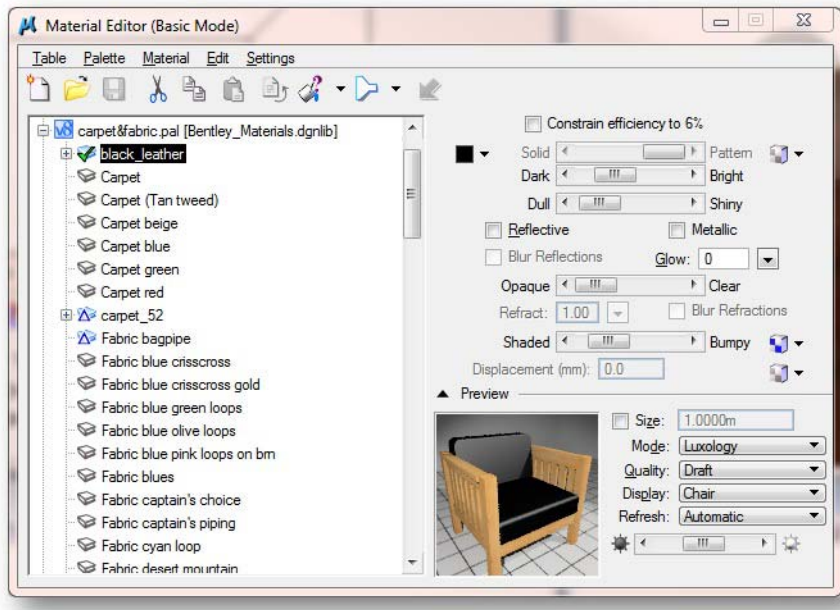 Material Editor (Basic Mode)
Table Palette Material Edit Settings
carpet&fabric.pal [Bentley_Materials.dgnlib]
black_leather
Carpet
Carpet (Tan tweed)
Carpet beige
Carpet blue
Carpet green
Carpet red
carpet_52
Fabric bagpipe
Fabric blue crisscross
Fabric blue crisscross gold
Fabric blue green loops
Fabric blue olive loops
Fabric blue pink loops on brn
Fabric blues
Fabric captain's choice
Fabric captain's piping
Fabric cyan loop
Fabric desert mountain
Constrain efficiency to 6%
Solid Pattern
Dark Bright
Dull Shiny
Reflective Metallic
Blur Reflections Glow: 0
Opaque Clear
Refract: 1.00 Blur Refractions
Shaded Bumpy
Displacement (mm): 0.0
Preview
Size: 1.0000m
Mode: Luxology
Quality: Draft
Display: Chair
Refresh: Automatic